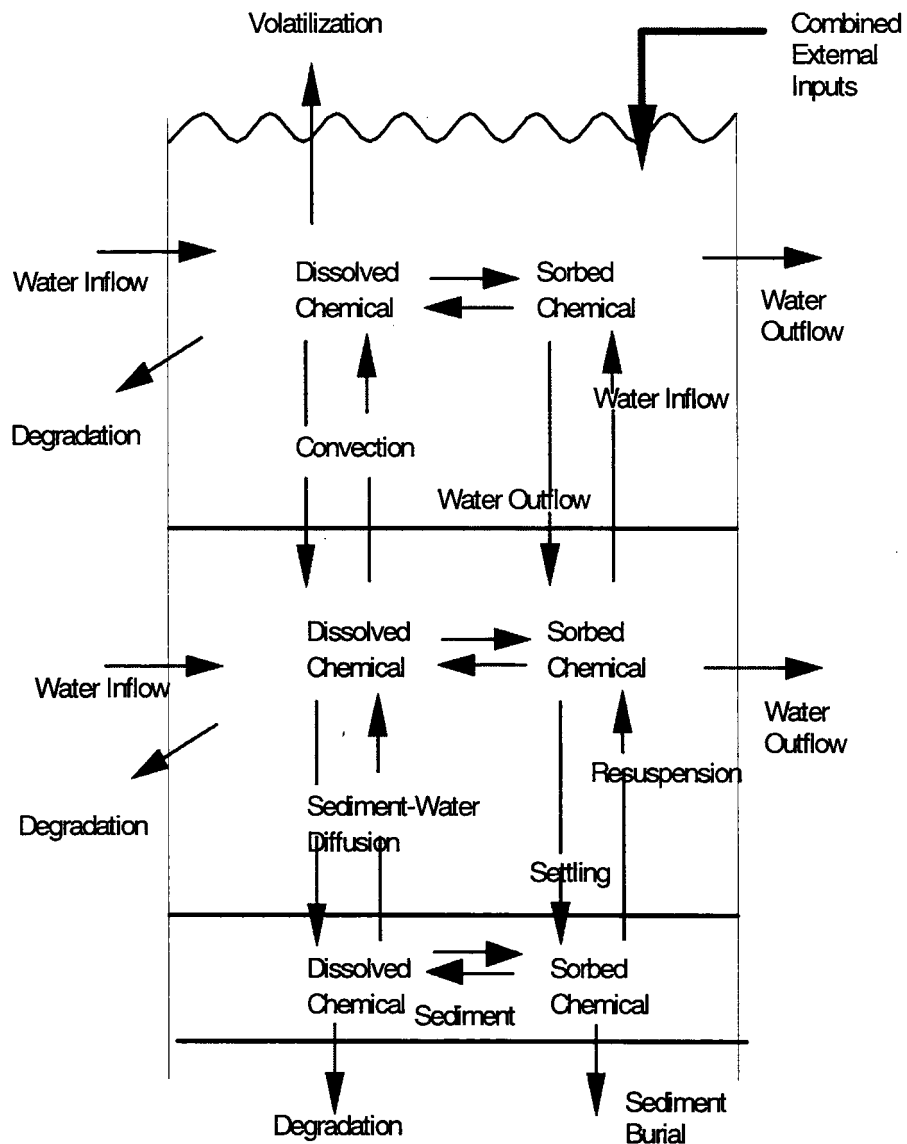 Volatilization
Combined
External
Inputs
Water Inflow
Dissolved
Chemical
Sorbed
Chemical
Water
Outflow
Degradation
Convection
Water Inflow
Water Outflow
Dissolved
Chemical
Sorbed
Chemical
Water Inflow
Water
Outflow
Degradation
Sediment-Water
Diffusion
Resuspension
Settling
Dissolved
Chemical
Sorbed
Chemical
Sediment
Degradation
Sediment
Burial